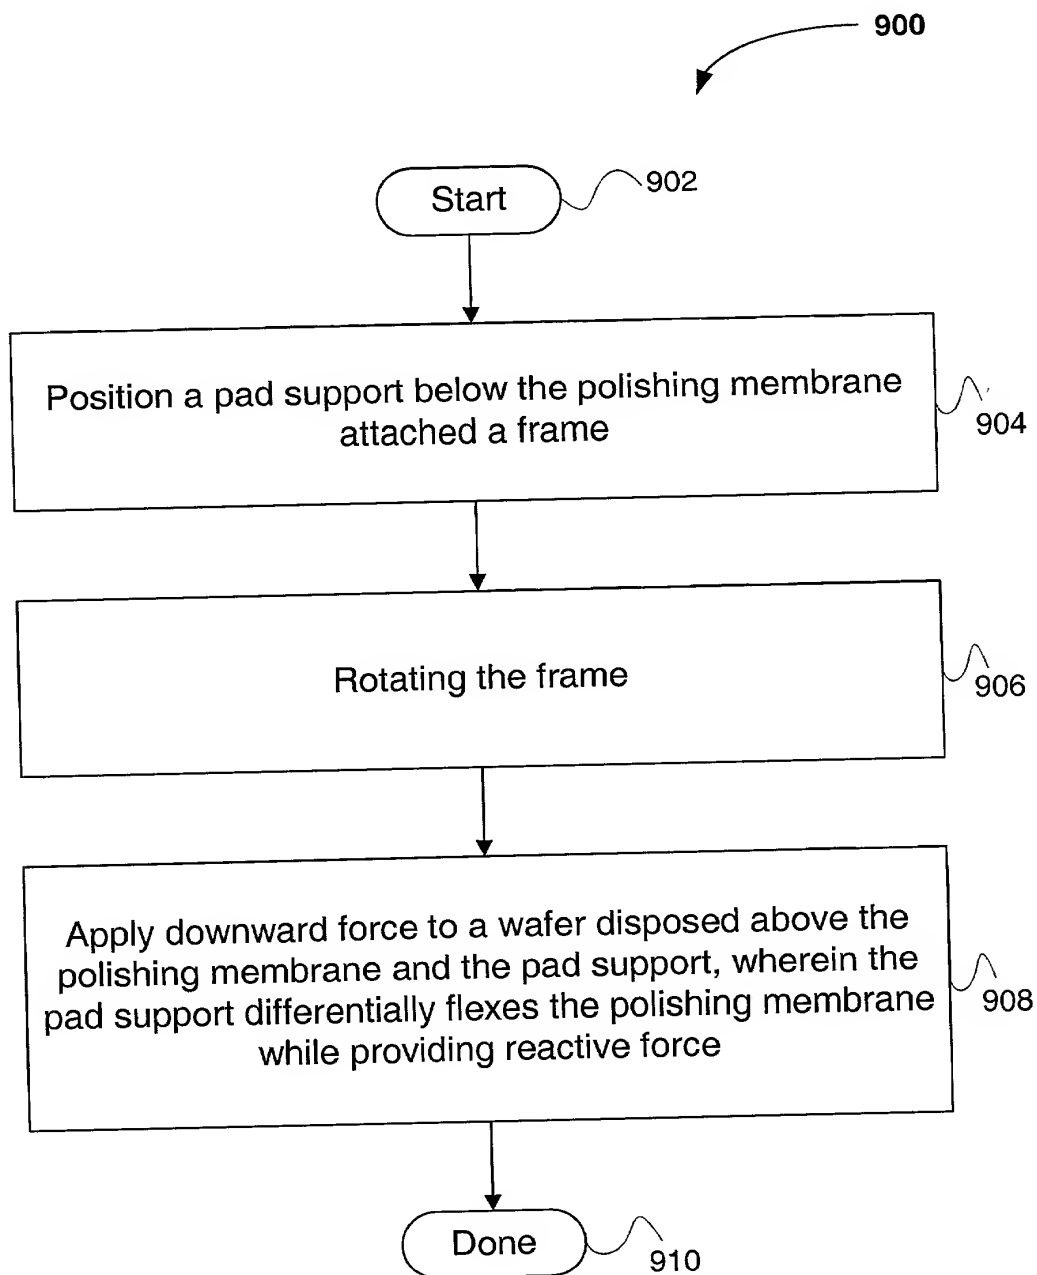 900
Start
902
Position a pad support below the polishing membrane
attached a frame
904
Rotating the frame
906
Apply downward force to a wafer disposed above the
polishing membrane and the pad support, wherein the
pad support differentially flexes the polishing membrane
while providing reactive force
908
Done
910